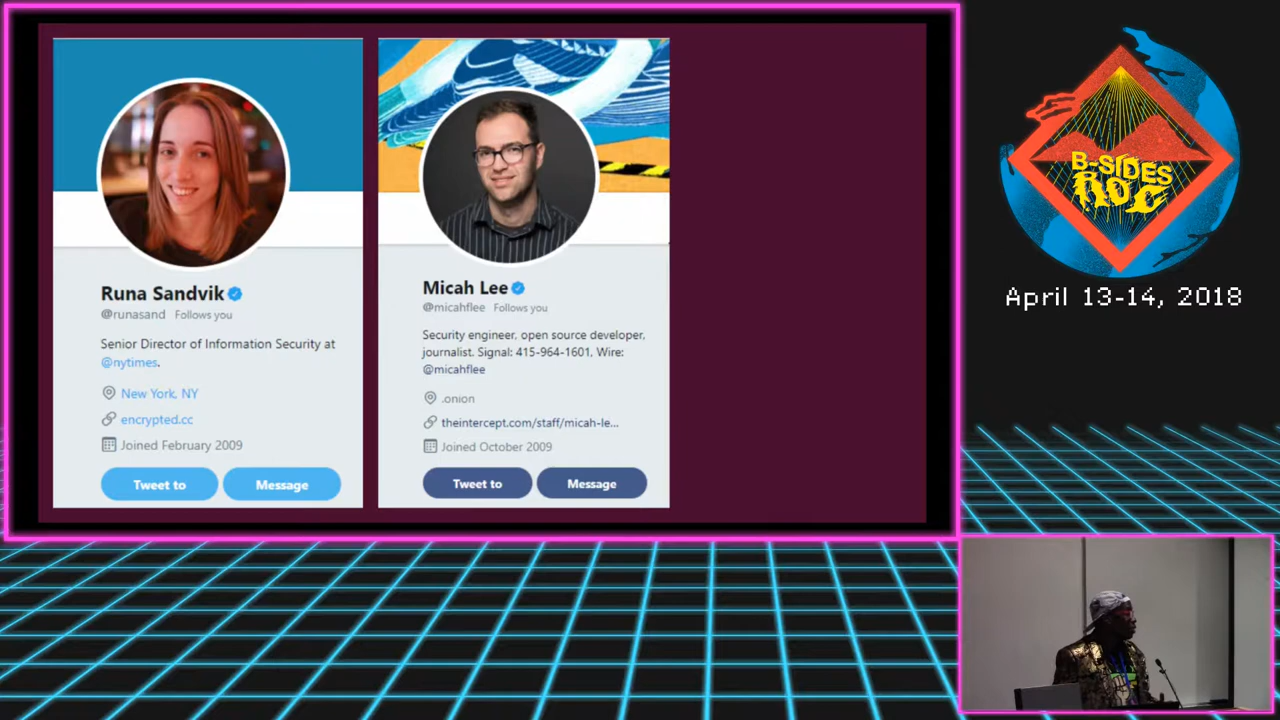 Runa Sandvik
@runasand Follows you
Senior Director of Information Security at
@nytimes.
New York, NY
encrypted.cc
Joined February 2009
Tweet to Message
Micah Lee
@micahflee Follows you
Security engineer, open source developer,
journalist. Signal: 415-964-1601, Wire:
@micahflee
.onion
theintercept.com/staff/micah-le...
Joined October 2009
Tweet to Message
B-SIDES
ROC
April 13-14, 2018